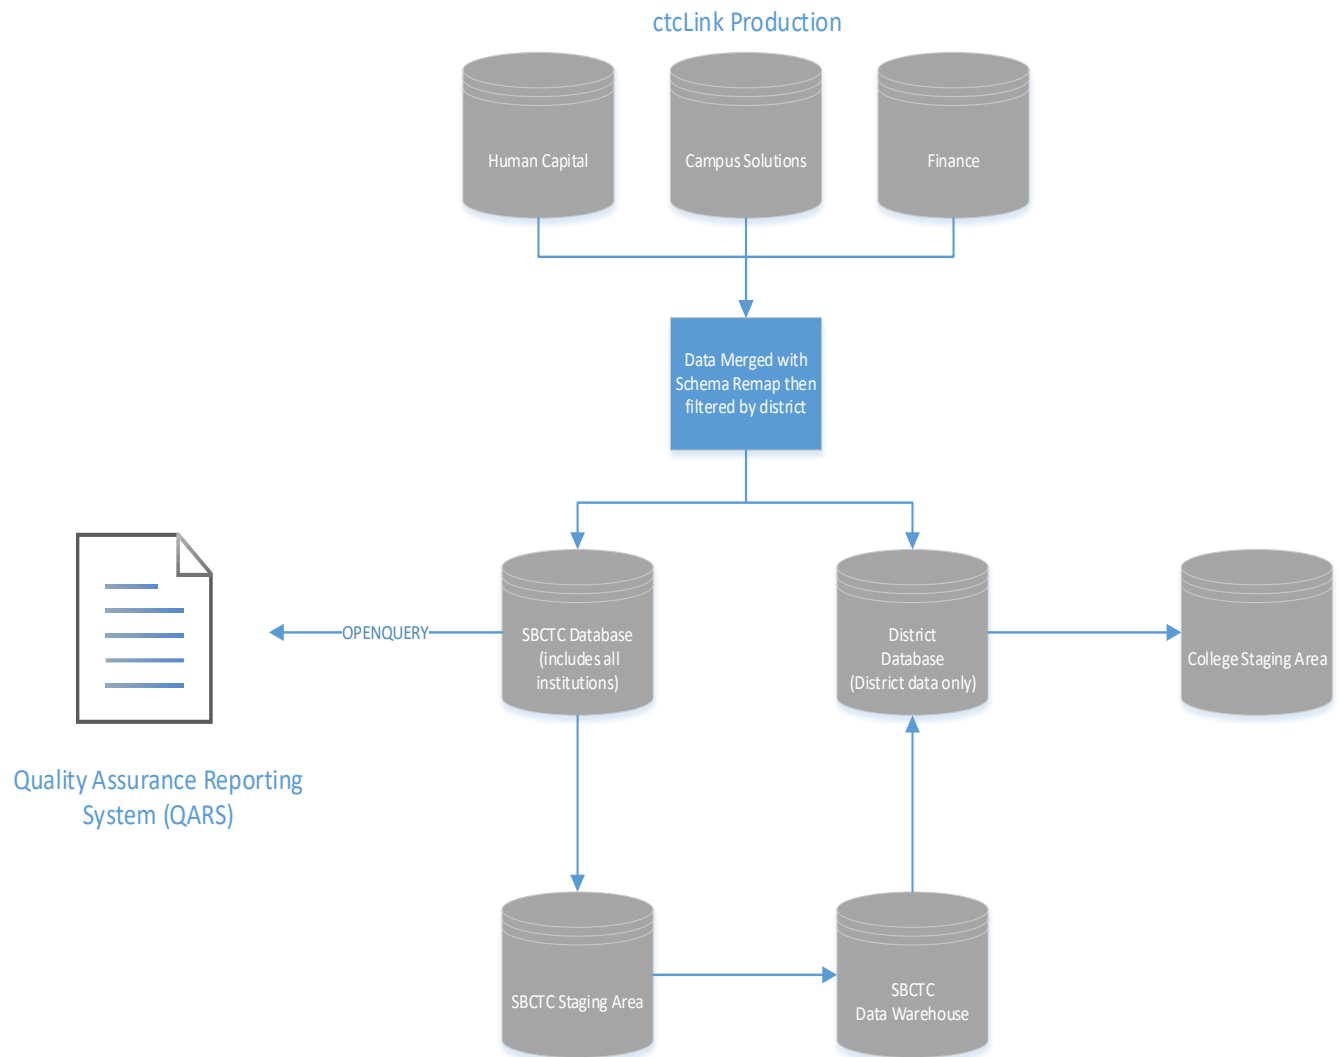 ctcLink Production
Human Capital
Campus Solutions
Finance
Data Merged with
Schema Remap then
filtered by district
OPENQUERY
SBCTC Database
(includes all
institutions)
District
Database
(District data only)
College Staging Area
Quality Assurance Reporting
System (QARS)
SBCTC Staging Area
SBCTC
Data Warehouse